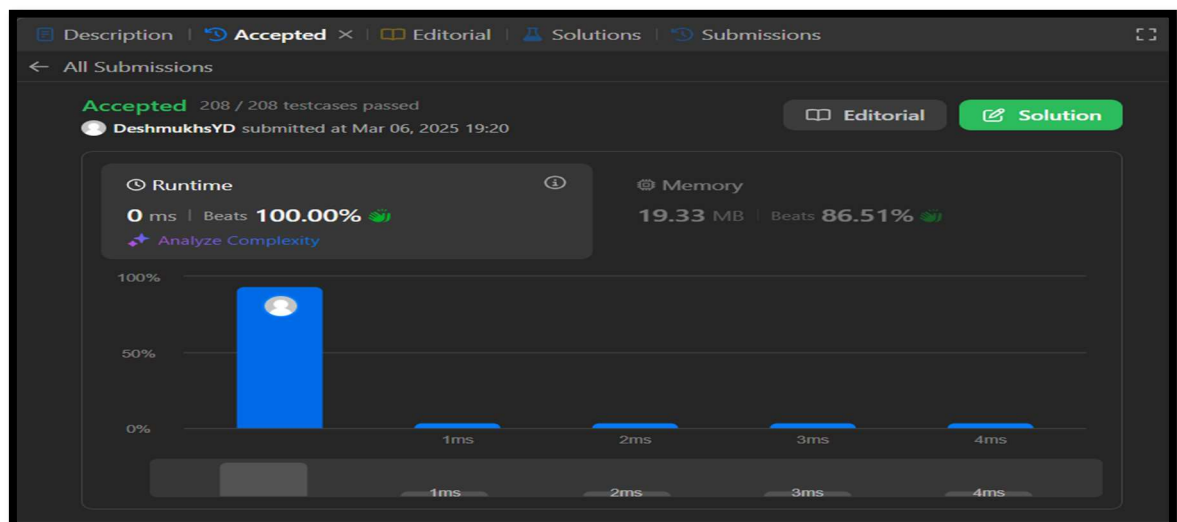 Description | Accepted × | Editorial | Solutions | Submissions
← All Submissions
Accepted 208 / 208 testcases passed
DeshmukhsYD submitted at Mar 06, 2025 19:20
Editorial
Solution
Runtime
0 ms | Beats 100.00%
Analyze Complexity
Memory
19.33 MB | Beats 86.51%
100%
50%
0%
1ms 2ms 3ms 4ms
1ms 2ms 3ms 4ms